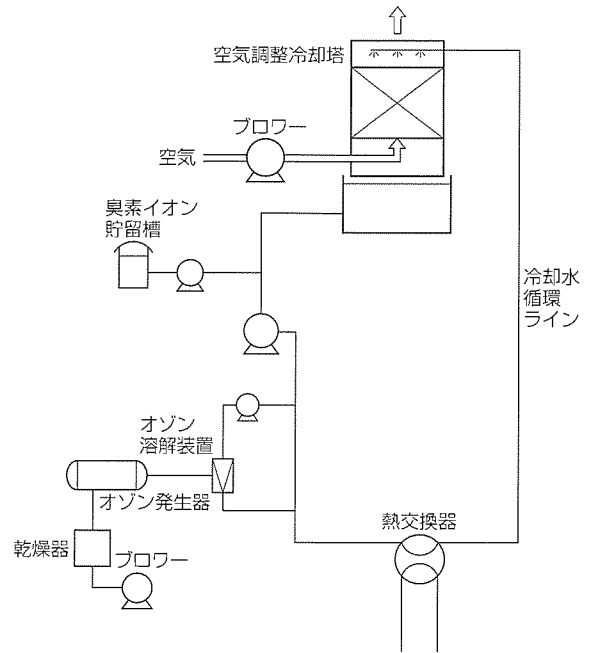 空気調整冷却塔
ブロワー
空気
臭素イオン
貯留槽
冷却水
循環
ライン
オゾン
溶解装置
オゾン発生器
熱交換器
乾燥器
ブロワー